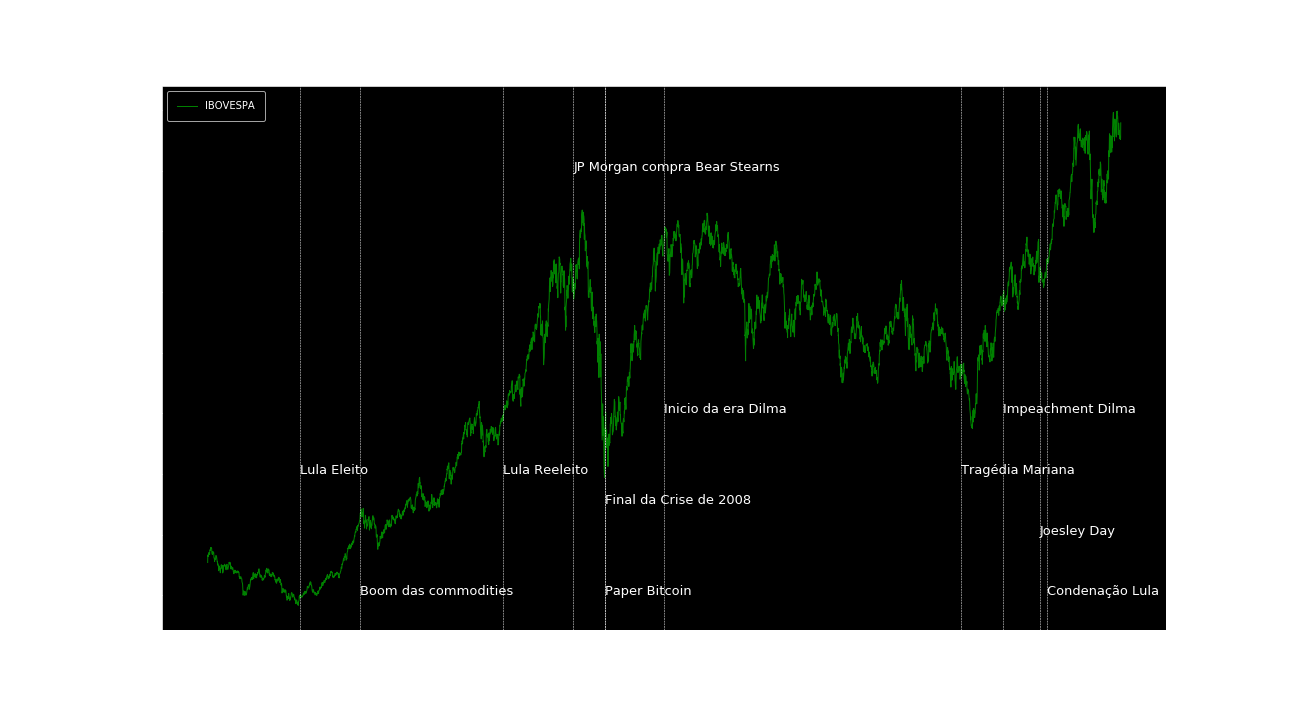 IBOVESPA
JP Morgan compra Bear Stearns
Inicio da era Dilma
Impeachment Dilma
Lula Eleito
Lula Reeleito
Tragédia Mariana
Final da Crise de 2008
Joesley Day
Boom das commodities
Paper Bitcoin
Condenação Lula